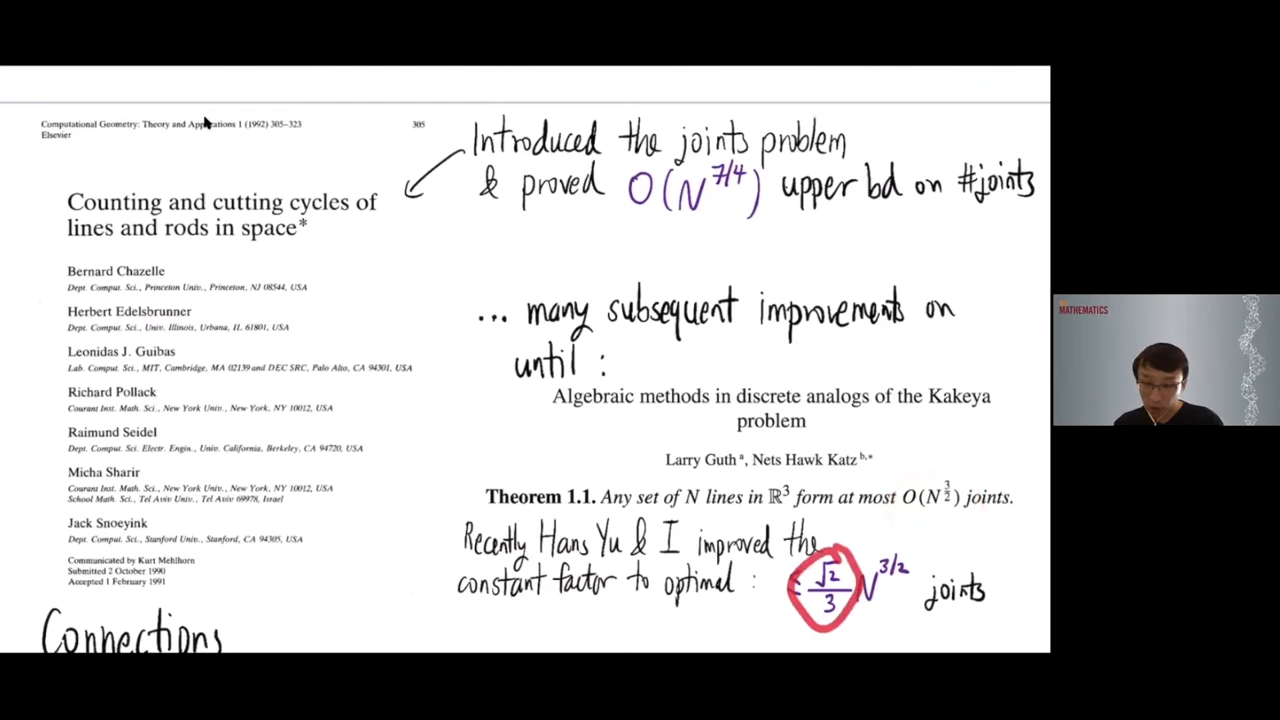 Computational Geometry: Theory and Applications 1 (1992) 305–323
Elsevier
305
Counting and cutting cycles of
lines and rods in space*
Bernard Chazelle
Dept. Comput. Sci., Princeton Univ., Princeton, NJ 08544, USA
Herbert Edelsbrunner
Dept. Comput. Sci., Univ. Illinois, Urbana, IL 61801, USA
Leonidas J. Guibas
Lab. Comput. Sci., MIT, Cambridge, MA 02139 and DEC SRC, Palo Alto, CA 94301, USA
Richard Pollack
Courant Inst. Math. Sci., New York Univ., New York, NY 10012, USA
Raimund Seidel
Dept. Comput. Sci. Electr. Engin., Univ. California, Berkeley, CA 94720, USA
Micha Sharir
Courant Inst. Math. Sci., New York Univ., New York, NY 10012, USA
School Math. Sci., Tel Aviv Univ., Tel Aviv 69978, Israel
Jack Snoeyink
Dept. Comput. Sci., Stanford Univ., Stanford, CA 94305, USA
Communicated by Kurt Mehlhorn
Submitted 2 October 1990
Accepted 1 February 1991
Connections
Introduced the joints problem
& proved O(N^{7/4}) upper bd on #joints
... many subsequent improvements on
until :
Algebraic methods in discrete analogs of the Kakeya
problem
Larry Guth ᵃ, Nets Hawk Katz ᵇ,*
Theorem 1.1. Any set of N lines in ℝ³ form at most O(N^{3/2}) joints.
Recently Hans Yu & I improved the
constant factor to optimal : ≤ √2/3 N^{3/2} joints
MATHEMATICS